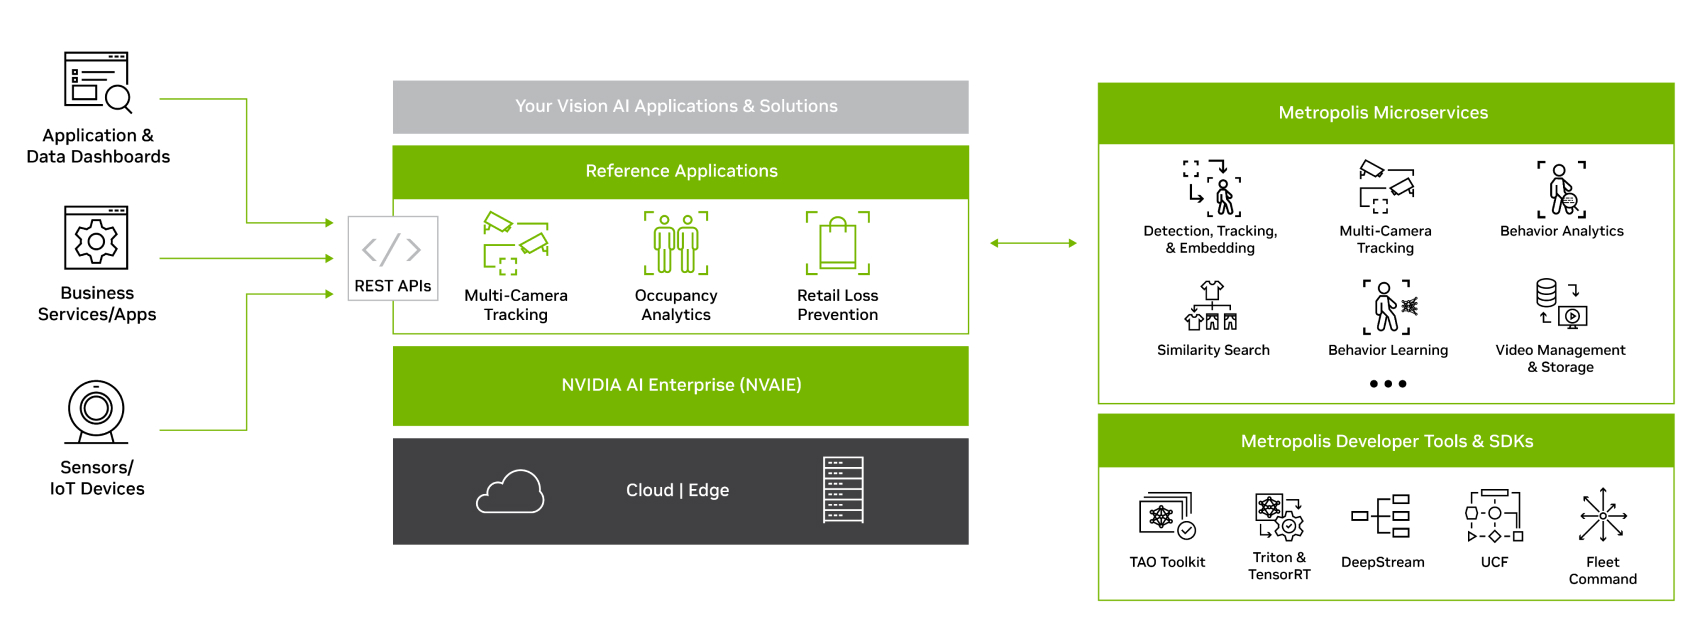 Application &
Data Dashboards
Business
Services/Apps
Sensors/
IoT Devices
</>
REST APIs
Your Vision AI Applications & Solutions
Reference Applications
Multi-Camera
Tracking
Occupancy
Analytics
Retail Loss
Prevention
NVIDIA AI Enterprise (NVAIE)
Cloud | Edge
Metropolis Microservices
Detection, Tracking,
& Embedding
Multi-Camera
Tracking
Behavior Analytics
Similarity Search
Behavior Learning
Video Management
& Storage
Metropolis Developer Tools & SDKs
TAO Toolkit
Triton &
TensorRT
DeepStream
UCF
Fleet
Command